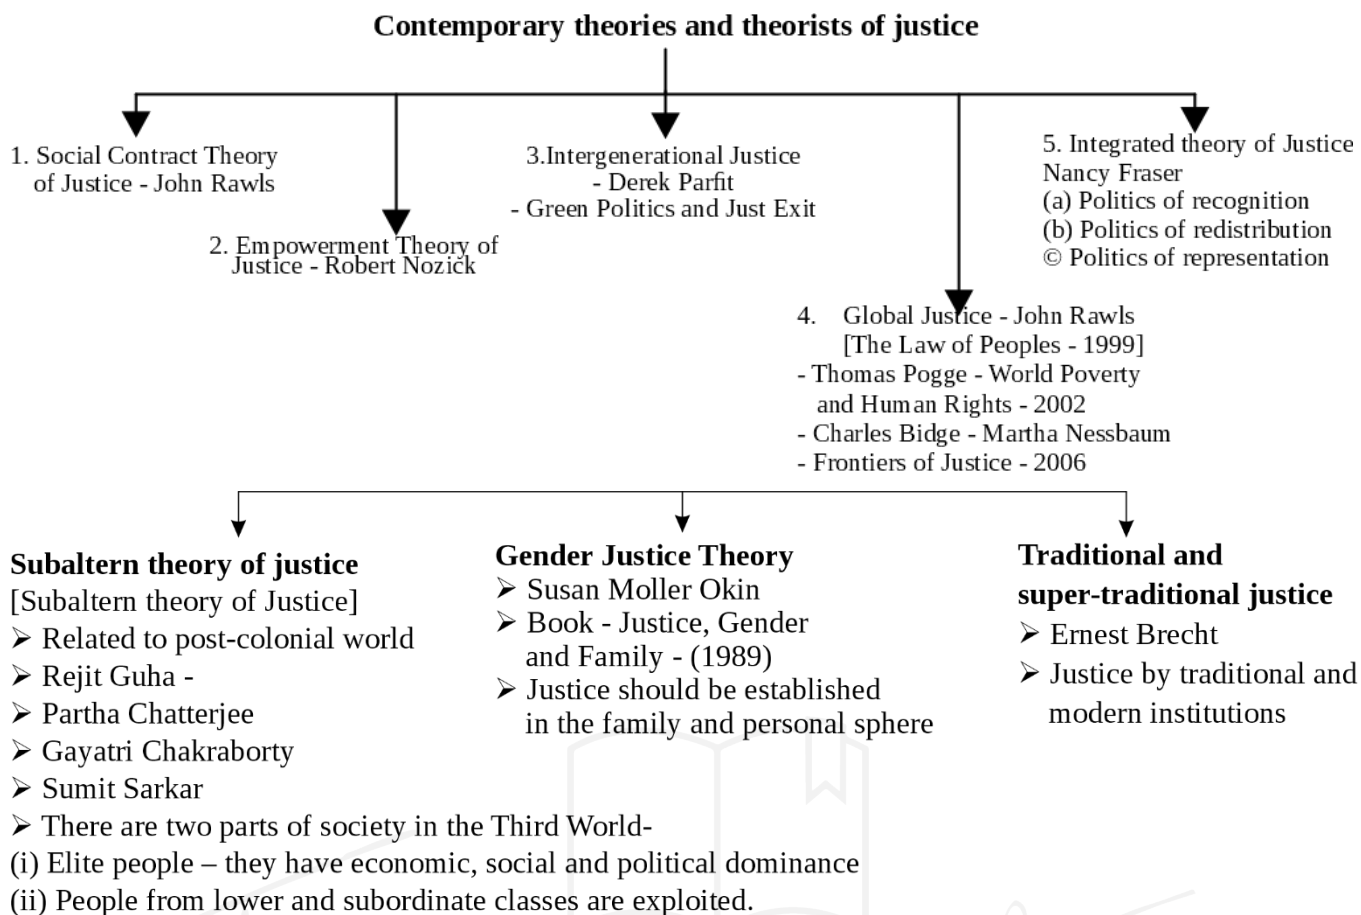 Contemporary theories and theorists of justice
1. Social Contract Theory
of Justice - John Rawls
2. Empowerment Theory of
Justice - Robert Nozick
3.Intergenerational Justice
- Derek Parfit
- Green Politics and Just Exit
4. Global Justice - John Rawls
[The Law of Peoples - 1999]
- Thomas Pogge - World Poverty
and Human Rights - 2002
- Charles Bidge - Martha Nessbaum
- Frontiers of Justice - 2006
5. Integrated theory of Justice
Nancy Fraser
(a) Politics of recognition
(b) Politics of redistribution
© Politics of representation
Subaltern theory of justice
[Subaltern theory of Justice]
➢ Related to post-colonial world
➢ Rejit Guha -
➢ Partha Chatterjee
➢ Gayatri Chakraborty
➢ Sumit Sarkar
➢ There are two parts of society in the Third World-
(i) Elite people – they have economic, social and political dominance
(ii) People from lower and subordinate classes are exploited.
Gender Justice Theory
➢ Susan Moller Okin
➢ Book - Justice, Gender
and Family - (1989)
➢ Justice should be established
in the family and personal sphere
Traditional and
super-traditional justice
➢ Ernest Brecht
➢ Justice by traditional and
modern institutions